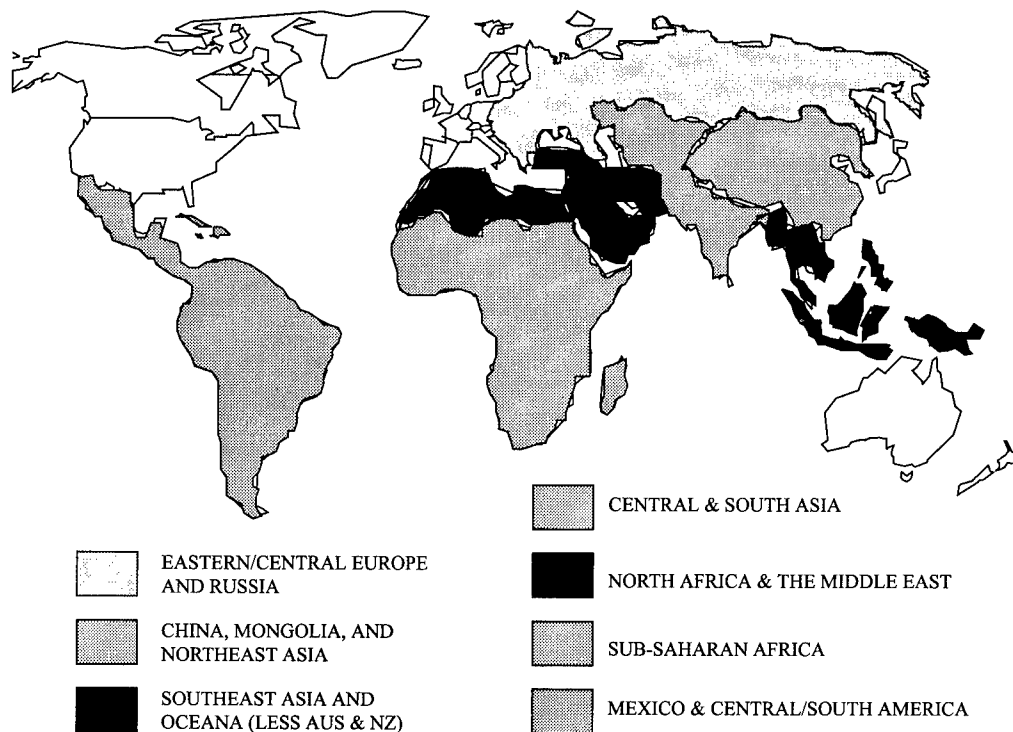 EASTERN/CENTRAL EUROPE
AND RUSSIA
CHINA, MONGOLIA, AND
NORTHEAST ASIA
SOUTHEAST ASIA AND
OCEANA (LESS AUS & NZ)
CENTRAL & SOUTH ASIA
NORTH AFRICA & THE MIDDLE EAST
SUB-SAHARAN AFRICA
MEXICO & CENTRAL/SOUTH AMERICA